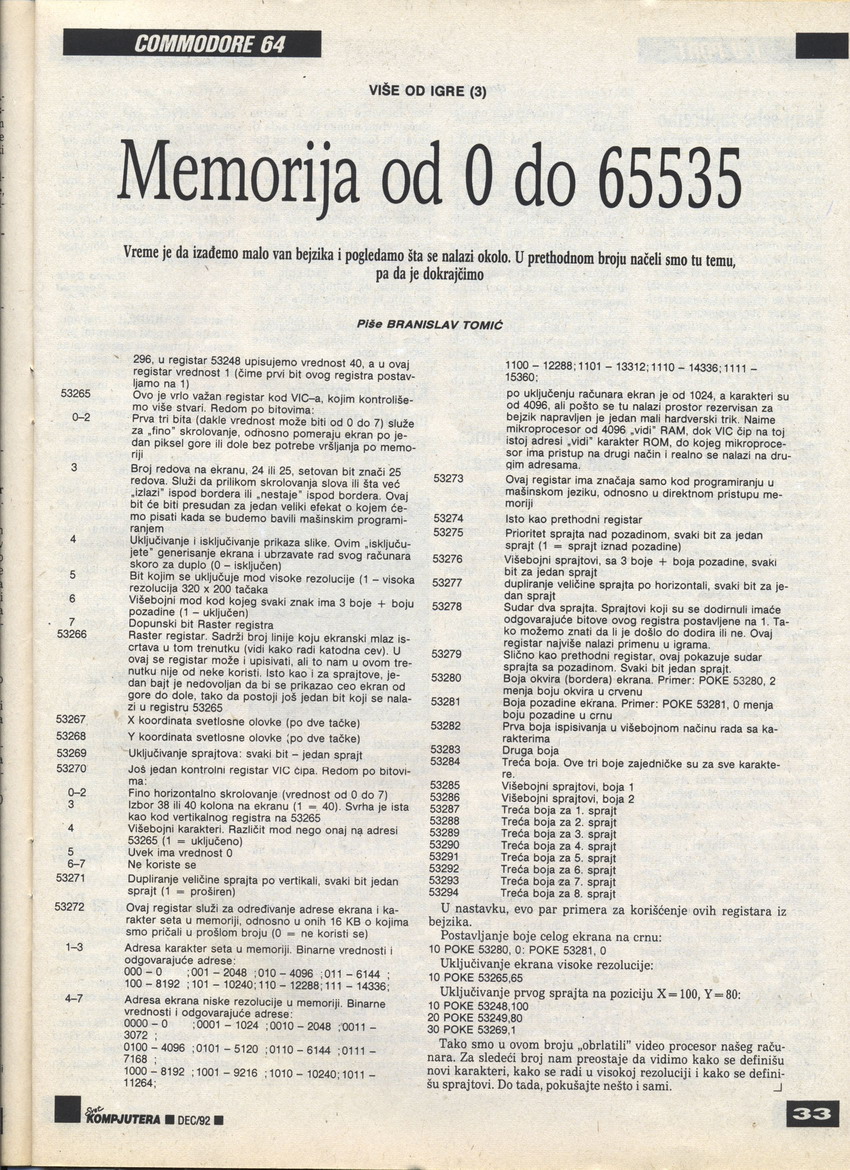 COMMODORE 64
VIŠE OD IGRE (3)
Memorija od 0 do 65535
Vreme je da izađemo malo van bejzika i pogledamo šta se nalazi okolo. U prethodnom broju načeli smo tu temu,
pa da je dokrajčimo
Piše BRANISLAV TOMIĆ
296, u registar 53248 upisujemo vrednost 40, a u ovaj
registar vrednost 1 (čime prvi bit ovog registra postav-
ljamo na 1)
53265 Ovo je vrlo važan registar kod VIC–a, kojim kontroliše-
mo više stvari. Redom po bitovima:
0–2 Prva tri bita (dakle vrednost može biti od 0 do 7) služe
za „fino” skrolovanje, odnosno pomeraju ekran po je-
dan piksel gore ili dole bez potrebe vršljanja po memo-
riji
3 Broj redova na ekranu, 24 ili 25, setovan bit znači 25
redova. Služi da prilikom skrolovanja slova ili šta već
„izlazi” ispod bordera ili „nestaje” ispod bordera. Ovaj
bit će biti presudan za jedan veliki efekat o kojem će-
mo pisati kada se budemo bavili mašinskim programi-
ranjem
4 Uključivanje i isključivanje prikaza slike. Ovim „isključu-
jete” generisanje ekrana i ubrzavate rad svog računara
skoro za duplo (0 – isključen)
5 Bit kojim se uključuje mod visoke rezolucije (1 – visoka
rezolucija 320 x 200 tačaka
6 Višebojni mod kod kojeg svaki znak ima 3 boje + boju
pozadine (1 – uključen)
7 Dopunski bit Raster registra
53266 Raster registar. Sadrži broj linije koju ekranski mlaz is-
crtava u tom trenutku (vidi kako radi katodna cev). U
ovaj se registar može i upisivati, ali to nam u ovom tre-
nutku nije od neke koristi. Isto kao i za sprajtove, je-
dan bajt je nedovoljan da bi se prikazao ceo ekran od
gore do dole, tako da postoji još jedan bit koji se nala-
zi u registru 53265
53267 X koordinata svetlosne olovke (po dve tačke)
53268 Y koordinata svetlosne olovke (po dve tačke)
53269 Uključivanje sprajtova: svaki bit – jedan sprajt
53270 Još jedan kontrolni registar VIC čipa. Redom po bitovi-
ma:
0–2 Fino horizontalno skrolovanje (vrednost od 0 do 7)
3 Izbor 38 ili 40 kolona na ekranu (1 = 40). Svrha je ista
kao kod vertikalnog registra na 53265
4 Višebojni karakteri. Različit mod nego onaj na adresi
53265 (1 = uključeno)
5 Uvek ima vrednost 0
6–7 Ne koriste se
53271 Dupliranje veličine sprajta po vertikali, svaki bit jedan
sprajt (1 = proširen)
53272 Ovaj registar služi za određivanje adrese ekrana i ka-
rakter seta u memoriji, odnosno u onih 16 KB o kojima
smo pričali u prošlom broju (0 = ne koristi se)
1–3 Adresa karakter seta u memoriji. Binarne vrednosti i
odgovarajuće adrese:
000 – 0 ;001 – 2048 ;010 – 4096 ;011 – 6144 ;
100 – 8192 ;101 – 10240; 110 – 12288; 111 – 14336;
4–7 Adresa ekrana niske rezolucije u memoriji. Binarne
vrednosti i odgovarajuće adrese:
0000 – 0 ;0001 – 1024 ;0010 – 2048 ;0011 –
3072 ;
0100 – 4096 ;0101 – 5120 ;0110 – 6144 ;0111 –
7168 ;
1000 – 8192 ;1001 – 9216 ;1010 – 10240; 1011 –
11264;
1100 – 12288; 1101 – 13312; 1110 – 14336; 1111 –
15360;
po uključenju računara ekran je od 1024, a karakteri su
od 4096, ali pošto se tu nalazi prostor rezervisan za
bejzik napravljen je jedan mali hardverski trik. Naime
mikroprocesor od 4096 „vidi” RAM, dok VIC čip na toj
istoj adresi „vidi” karakter ROM, do kojeg mikroproce-
sor ima pristup na drugi način i realno se nalazi na dru-
gim adresama.
53273 Ovaj registar ima značaja samo kod programiranju u
mašinskom jeziku, odnosno u direktnom pristupu me-
moriji
53274 Isto kao prethodni registar
53275 Prioritet sprajta nad pozadinom, svaki bit za jedan
sprajt (1 = sprajt iznad pozadine)
53276 Višebojni sprajtovi, sa 3 boje + boja pozadine, svaki
bit za jedan sprajt
53277 dupliranje veličine sprajta po horizontali, svaki bit za je-
dan sprajt
53278 Sudar dva sprajta. Sprajtovi koji su se dodirnuli imaće
odgovarajuće bitove ovog registra postavljene na 1. Ta-
ko možemo znati da li je došlo do dodira ili ne. Ovaj
registar najviše nalazi primenu u igrama.
53279 Slično kao prethodni registar, ovaj pokazuje sudar
sprajta sa pozadinom. Svaki bit jedan sprajt.
53280 Boja okvira (bordera) ekrana. Primer: POKE 53280, 2
menja boju okvira u crvenu
53281 Boja pozadine ekrana. Primer: POKE 53281, 0 menja
boju pozadine u crnu
53282 Prva boja ispisivanja u višebojnom načinu rada sa ka-
rakterima
53283 Druga boja
53284 Treća boja. Ove tri boje zajedničke su za sve karakte-
re.
53285 Višebojni sprajtovi, boja 1
53286 Višebojni sprajtovi, boja 2
53287 Treća boja za 1. sprajt
53288 Treća boja za 2. sprajt
53289 Treća boja za 3. sprajt
53290 Treća boja za 4. sprajt
53291 Treća boja za 5. sprajt
53292 Treća boja za 6. sprajt
53293 Treća boja za 7. sprajt
53294 Treća boja za 8. sprajt
U nastavku, evo par primera za korišćenje ovih registara iz
bejzika.
Postavljanje boje celog ekrana na crnu:
10 POKE 53280, 0: POKE 53281, 0
Uključivanje ekrana visoke rezolucije:
10 POKE 53265,65
Uključivanje prvog sprajta na poziciju X = 100, Y = 80:
10 POKE 53248,100
20 POKE 53249,80
30 POKE 53269,1
Tako smo u ovom broju „obrlatili” video procesor našeg raču-
nara. Za sledeći broj nam preostaje da vidimo kako se definišu
novi karakteri, kako se radi u visokoj rezoluciji i kako se defini-
šu sprajtovi. Do tada, pokušajte nešto i sami.
Svet KOMPJUTERA DEC/92
33